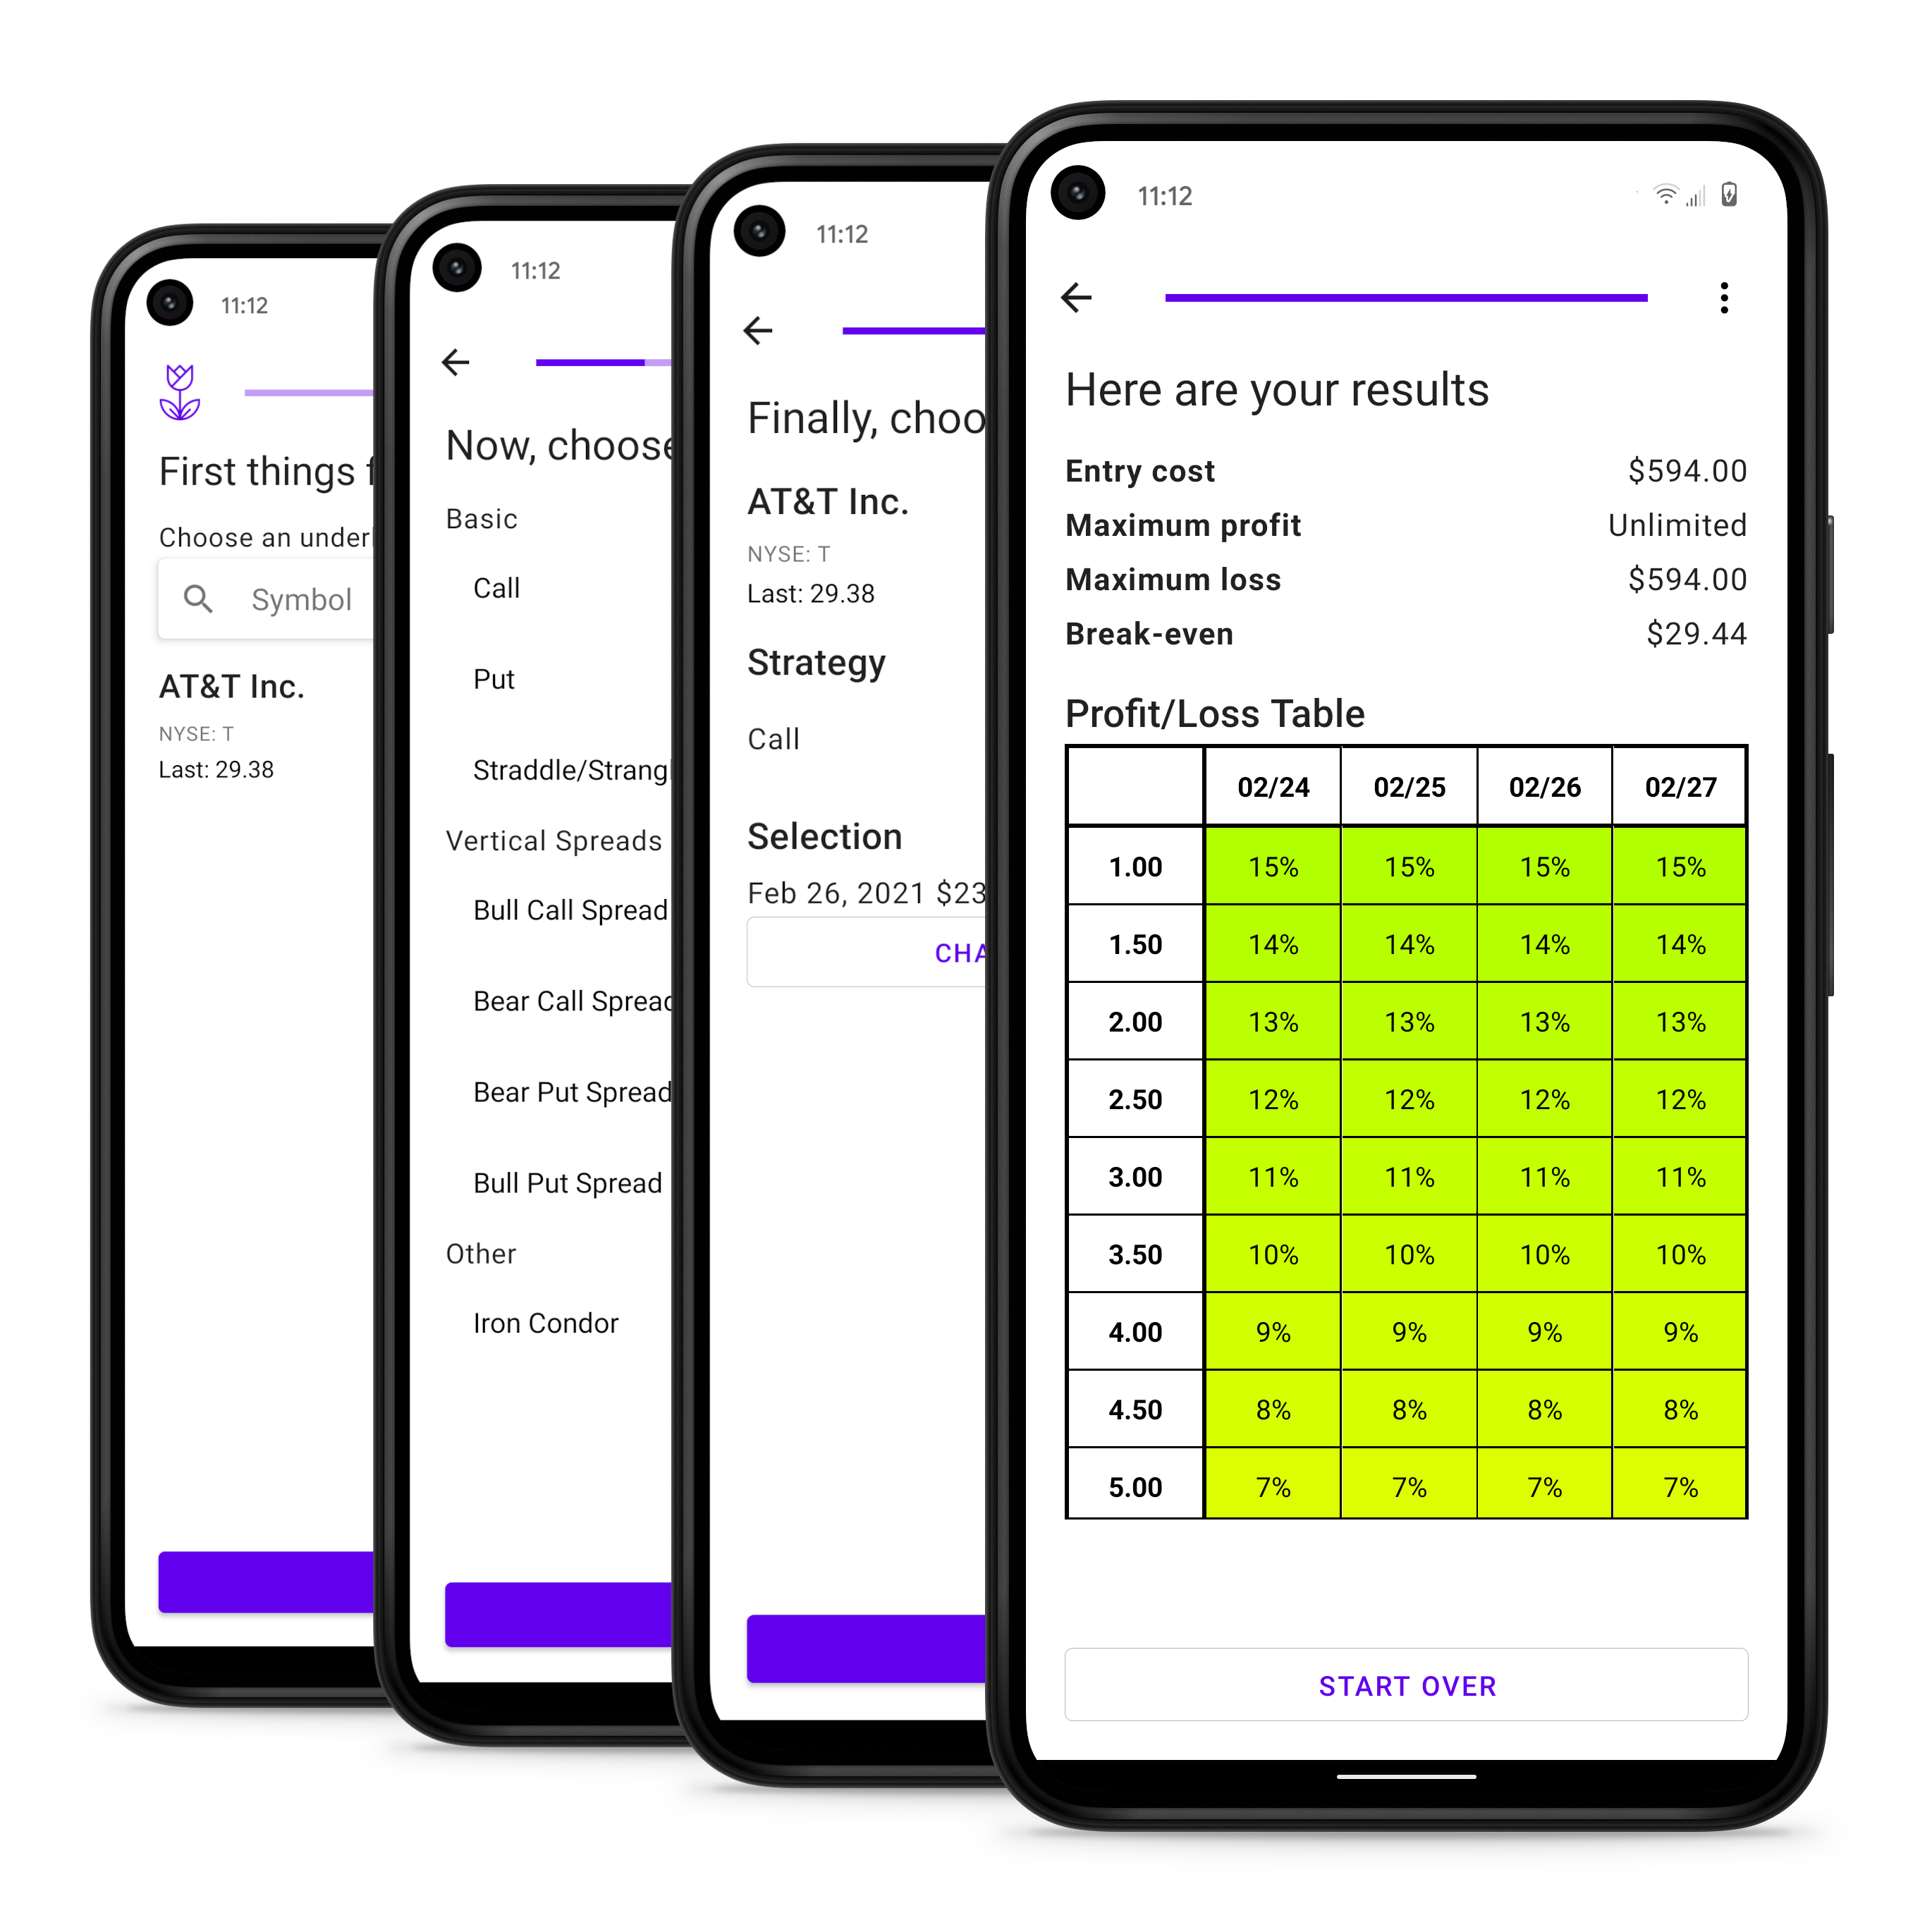 11:12
First things
Choose an
Symbol
AT&T Inc.
NYSE: T
Last: 29.38
11:12
Now, choose
Basic
Call
Put
Straddle/
Vertical Spreads
Bull Call Spread
Bear Call Spread
Bear Put Spread
Bull Put Spread
Other
Iron Condor
11:12
Finally,
AT&T Inc.
NYSE: T
Last: 29.38
Strategy
Call
Selection
Feb 26, 2021 $23
11:12
Here are your results
Entry cost $594.00
Maximum profit Unlimited
Maximum loss $594.00
Break-even $29.44
Profit/Loss Table
02/24 02/25 02/26 02/27
1.00 15% 15% 15% 15%
1.50 14% 14% 14% 14%
2.00 13% 13% 13% 13%
2.50 12% 12% 12% 12%
3.00 11% 11% 11% 11%
3.50 10% 10% 10% 10%
4.00 9% 9% 9% 9%
4.50 8% 8% 8% 8%
5.00 7% 7% 7% 7%
START OVER